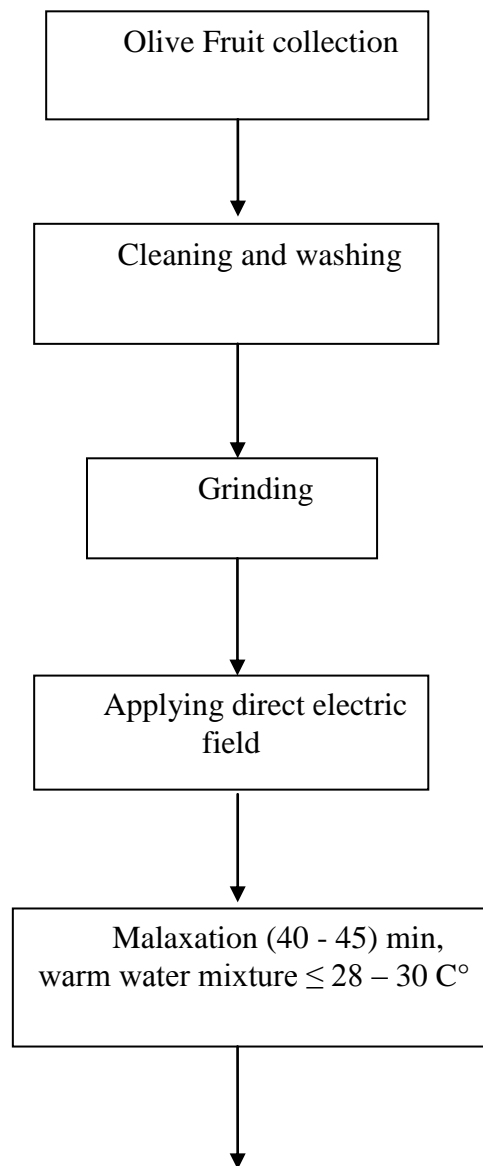 Olive Fruit collection
Cleaning and washing
Grinding
Applying direct electric
field
Malaxation (40 - 45) min,
warm water mixture ≤ 28 – 30 C°